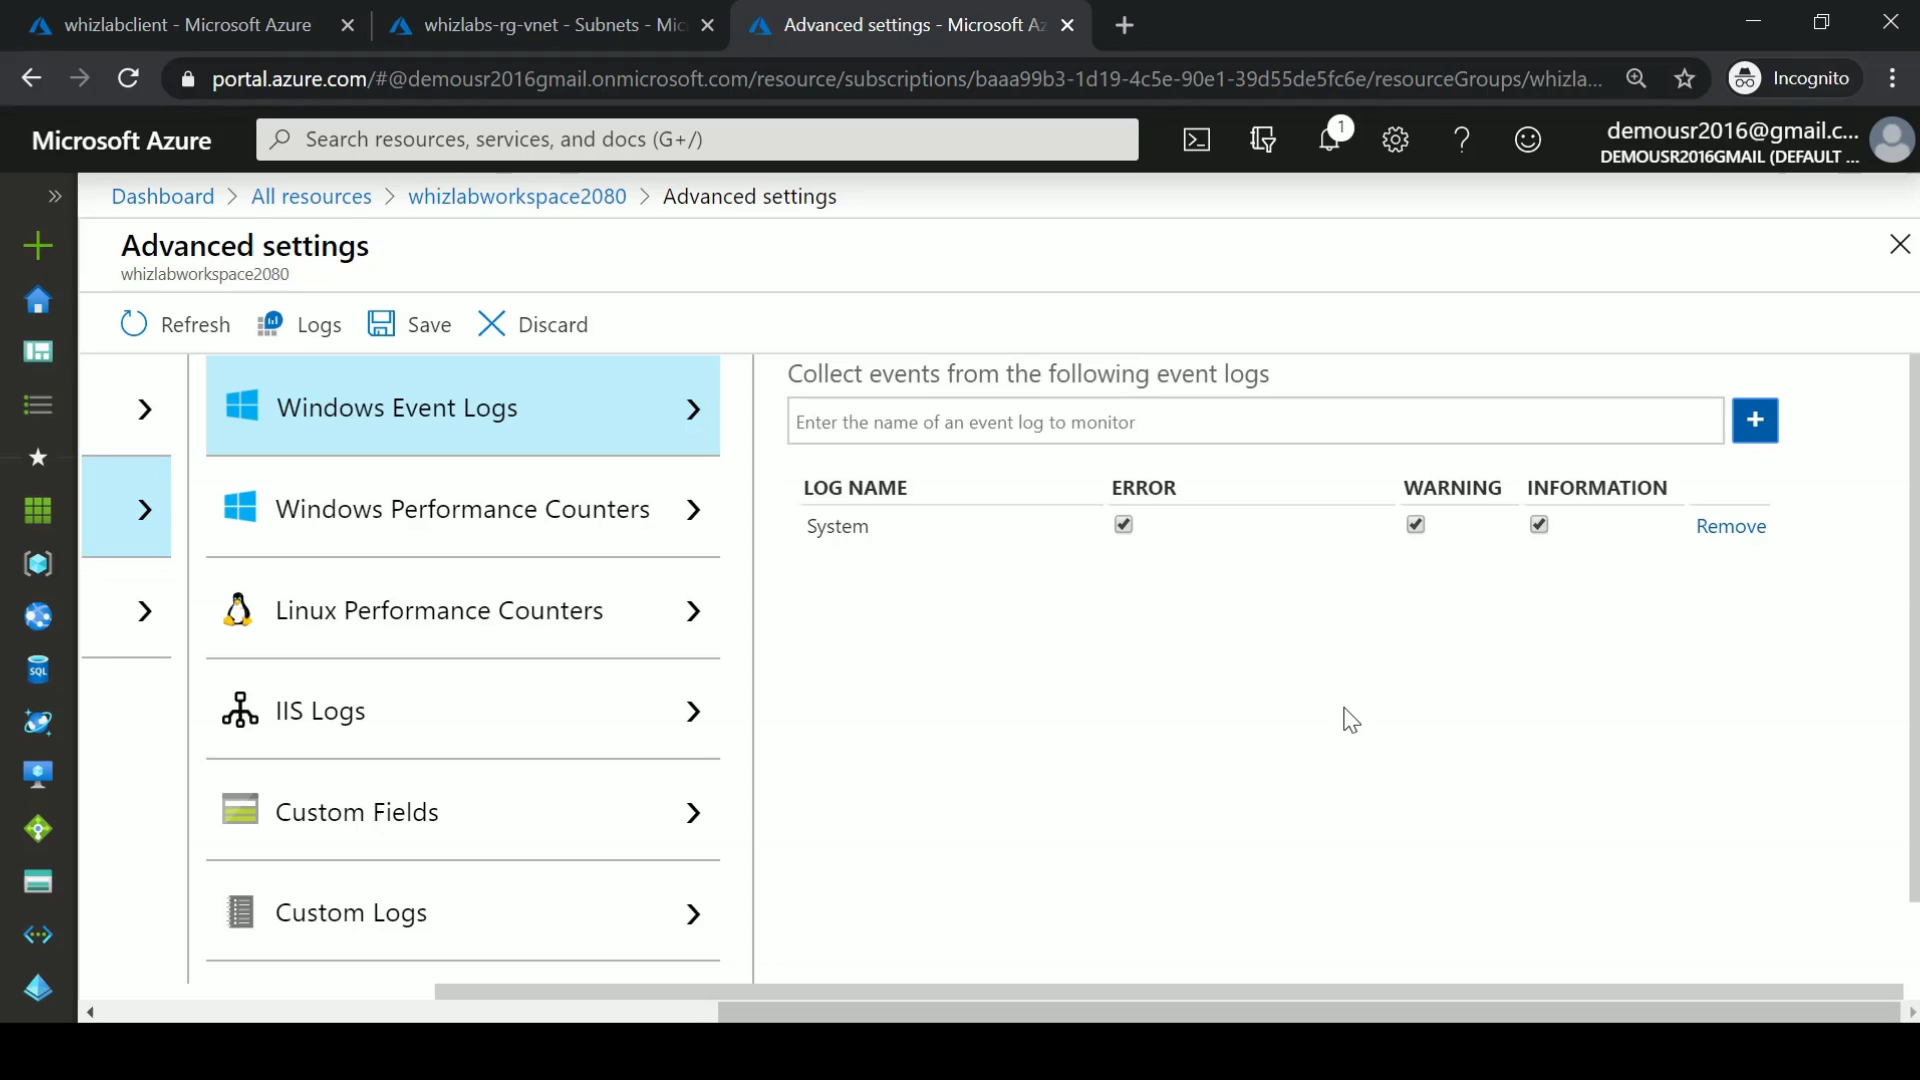 whizlabclient - Microsoft Azure
whizlabs-rg-vnet - Subnets - Mic
Advanced settings - Microsoft Az
portal.azure.com/#@demousr2016gmail.onmicrosoft.com/resource/subscriptions/baaa99b3-1d19-4c5e-90e1-39d55de5fc6e/resourceGroups/whizla...
Incognito
Microsoft Azure
Search resources, services, and docs (G+/)
1
demousr2016@gmail.c...
DEMOUSR2016GMAIL (DEFAULT ...
Dashboard > All resources > whizlabworkspace2080 > Advanced settings
Advanced settings
whizlabworkspace2080
Refresh
Logs
Save
Discard
Windows Event Logs
Windows Performance Counters
Linux Performance Counters
IIS Logs
Custom Fields
Custom Logs
Collect events from the following event logs
Enter the name of an event log to monitor
LOG NAME ERROR WARNING INFORMATION
System Remove
SQL